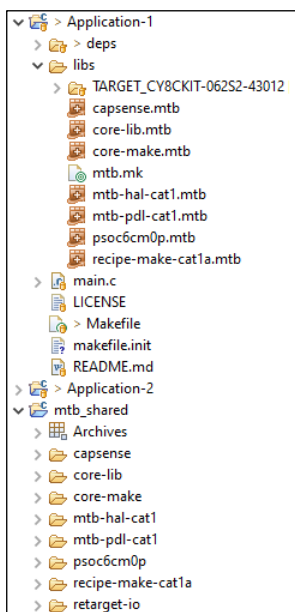 > Application-1
> deps
libs
TARGET_CY8CKIT-062S2-43012
capsense.mtb
core-lib.mtb
core-make.mtb
mtb.mk
mtb-hal-cat1.mtb
mtb-pdl-cat1.mtb
psoc6cm0p.mtb
recipe-make-cat1a.mtb
main.c
LICENSE
> Makefile
makefile.init
README.md
> Application-2
mtb_shared
Archives
capsense
core-lib
core-make
mtb-hal-cat1
mtb-pdl-cat1
psoc6cm0p
recipe-make-cat1a
retarget-io